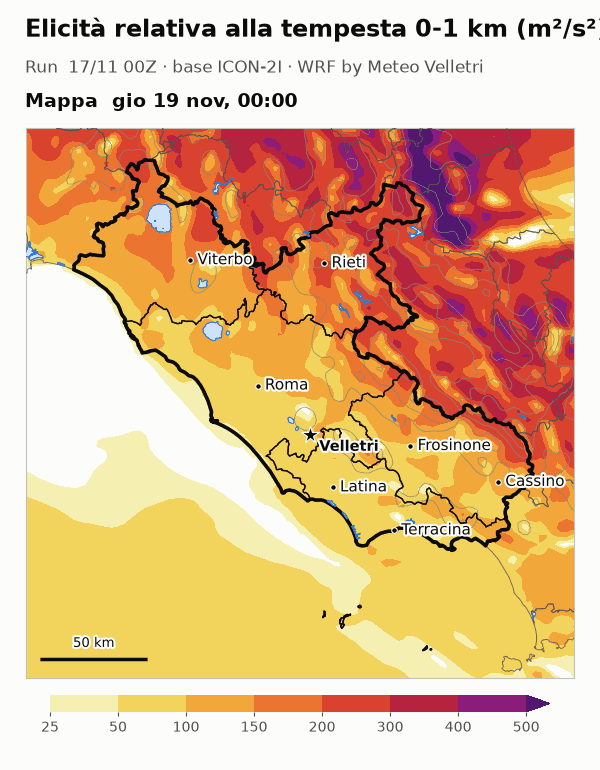 Elicità relativa alla tempesta 0-1 km (m²/s²)
Run  17/11 00Z · base ICON-2I · WRF by Meteo Velletri
Mappa  gio 19 nov, 00:00
Viterbo
Rieti
Roma
Velletri
Frosinone
Cassino
Latina
Terracina
50 km
25 50 100 150 200 300 400 500